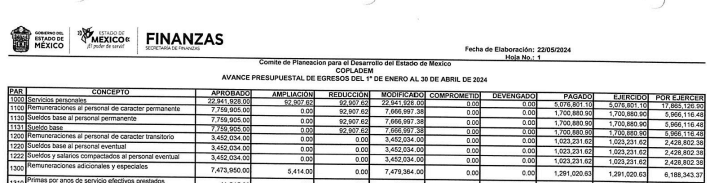 GOBIERNO DEL
ESTADO DE
MÉXICO
ESTADO DE
MÉXICO
¡El poder de servir!
FINANZAS
SECRETARÍA DE FINANZAS
Fecha de Elaboración: 22/05/2024
Hoja No.: 1
Comite de Planeacion para el Desarrollo del Estado de Mexico
COPLADEM
AVANCE PRESUPUESTAL DE EGRESOS DEL 1° DE ENERO AL 30 DE ABRIL DE 2024
PAR CONCEPTO APROBADO AMPLIACIÓN REDUCCIÓN MODIFICADO COMPROMETID DEVENGADO PAGADO EJERCIDO POR EJERCER
1000 Servicios personales 22,941,928.00 92,907.62 92,907.62 22,941,928.00 0.00 0.00 5,076,801.10 5,076,801.10 17,865,126.90
1100 Remuneraciones al personal de caracter permanente 7,759,905.00 0.00 92,907.62 7,666,997.38 0.00 0.00 1,700,880.90 1,700,880.90 5,966,116.48
1130 Sueldos base al personal permanente 7,759,905.00 0.00 92,907.62 7,666,997.38 0.00 0.00 1,700,880.90 1,700,880.90 5,966,116.48
1131 Sueldo base 7,759,905.00 0.00 92,907.62 7,666,997.38 0.00 0.00 1,700,880.90 1,700,880.90 5,966,116.48
1200 Remuneraciones al personal de caracter transitorio 3,452,034.00 0.00 0.00 3,452,034.00 0.00 0.00 1,023,231.62 1,023,231.62 2,428,802.38
1220 Sueldos base al personal eventual 3,452,034.00 0.00 0.00 3,452,034.00 0.00 0.00 1,023,231.62 1,023,231.62 2,428,802.38
1222 Sueldos y salarios compactados al personal eventual 3,452,034.00 0.00 0.00 3,452,034.00 0.00 0.00 1,023,231.62 1,023,231.62 2,428,802.38
1300 Remuneraciones adicionales y especiales 7,473,950.00 5,414.00 0.00 7,479,364.00 0.00 0.00 1,291,020.63 1,291,020.63 6,188,343.37
1310 Primas por anos de servicio efectivos prestados